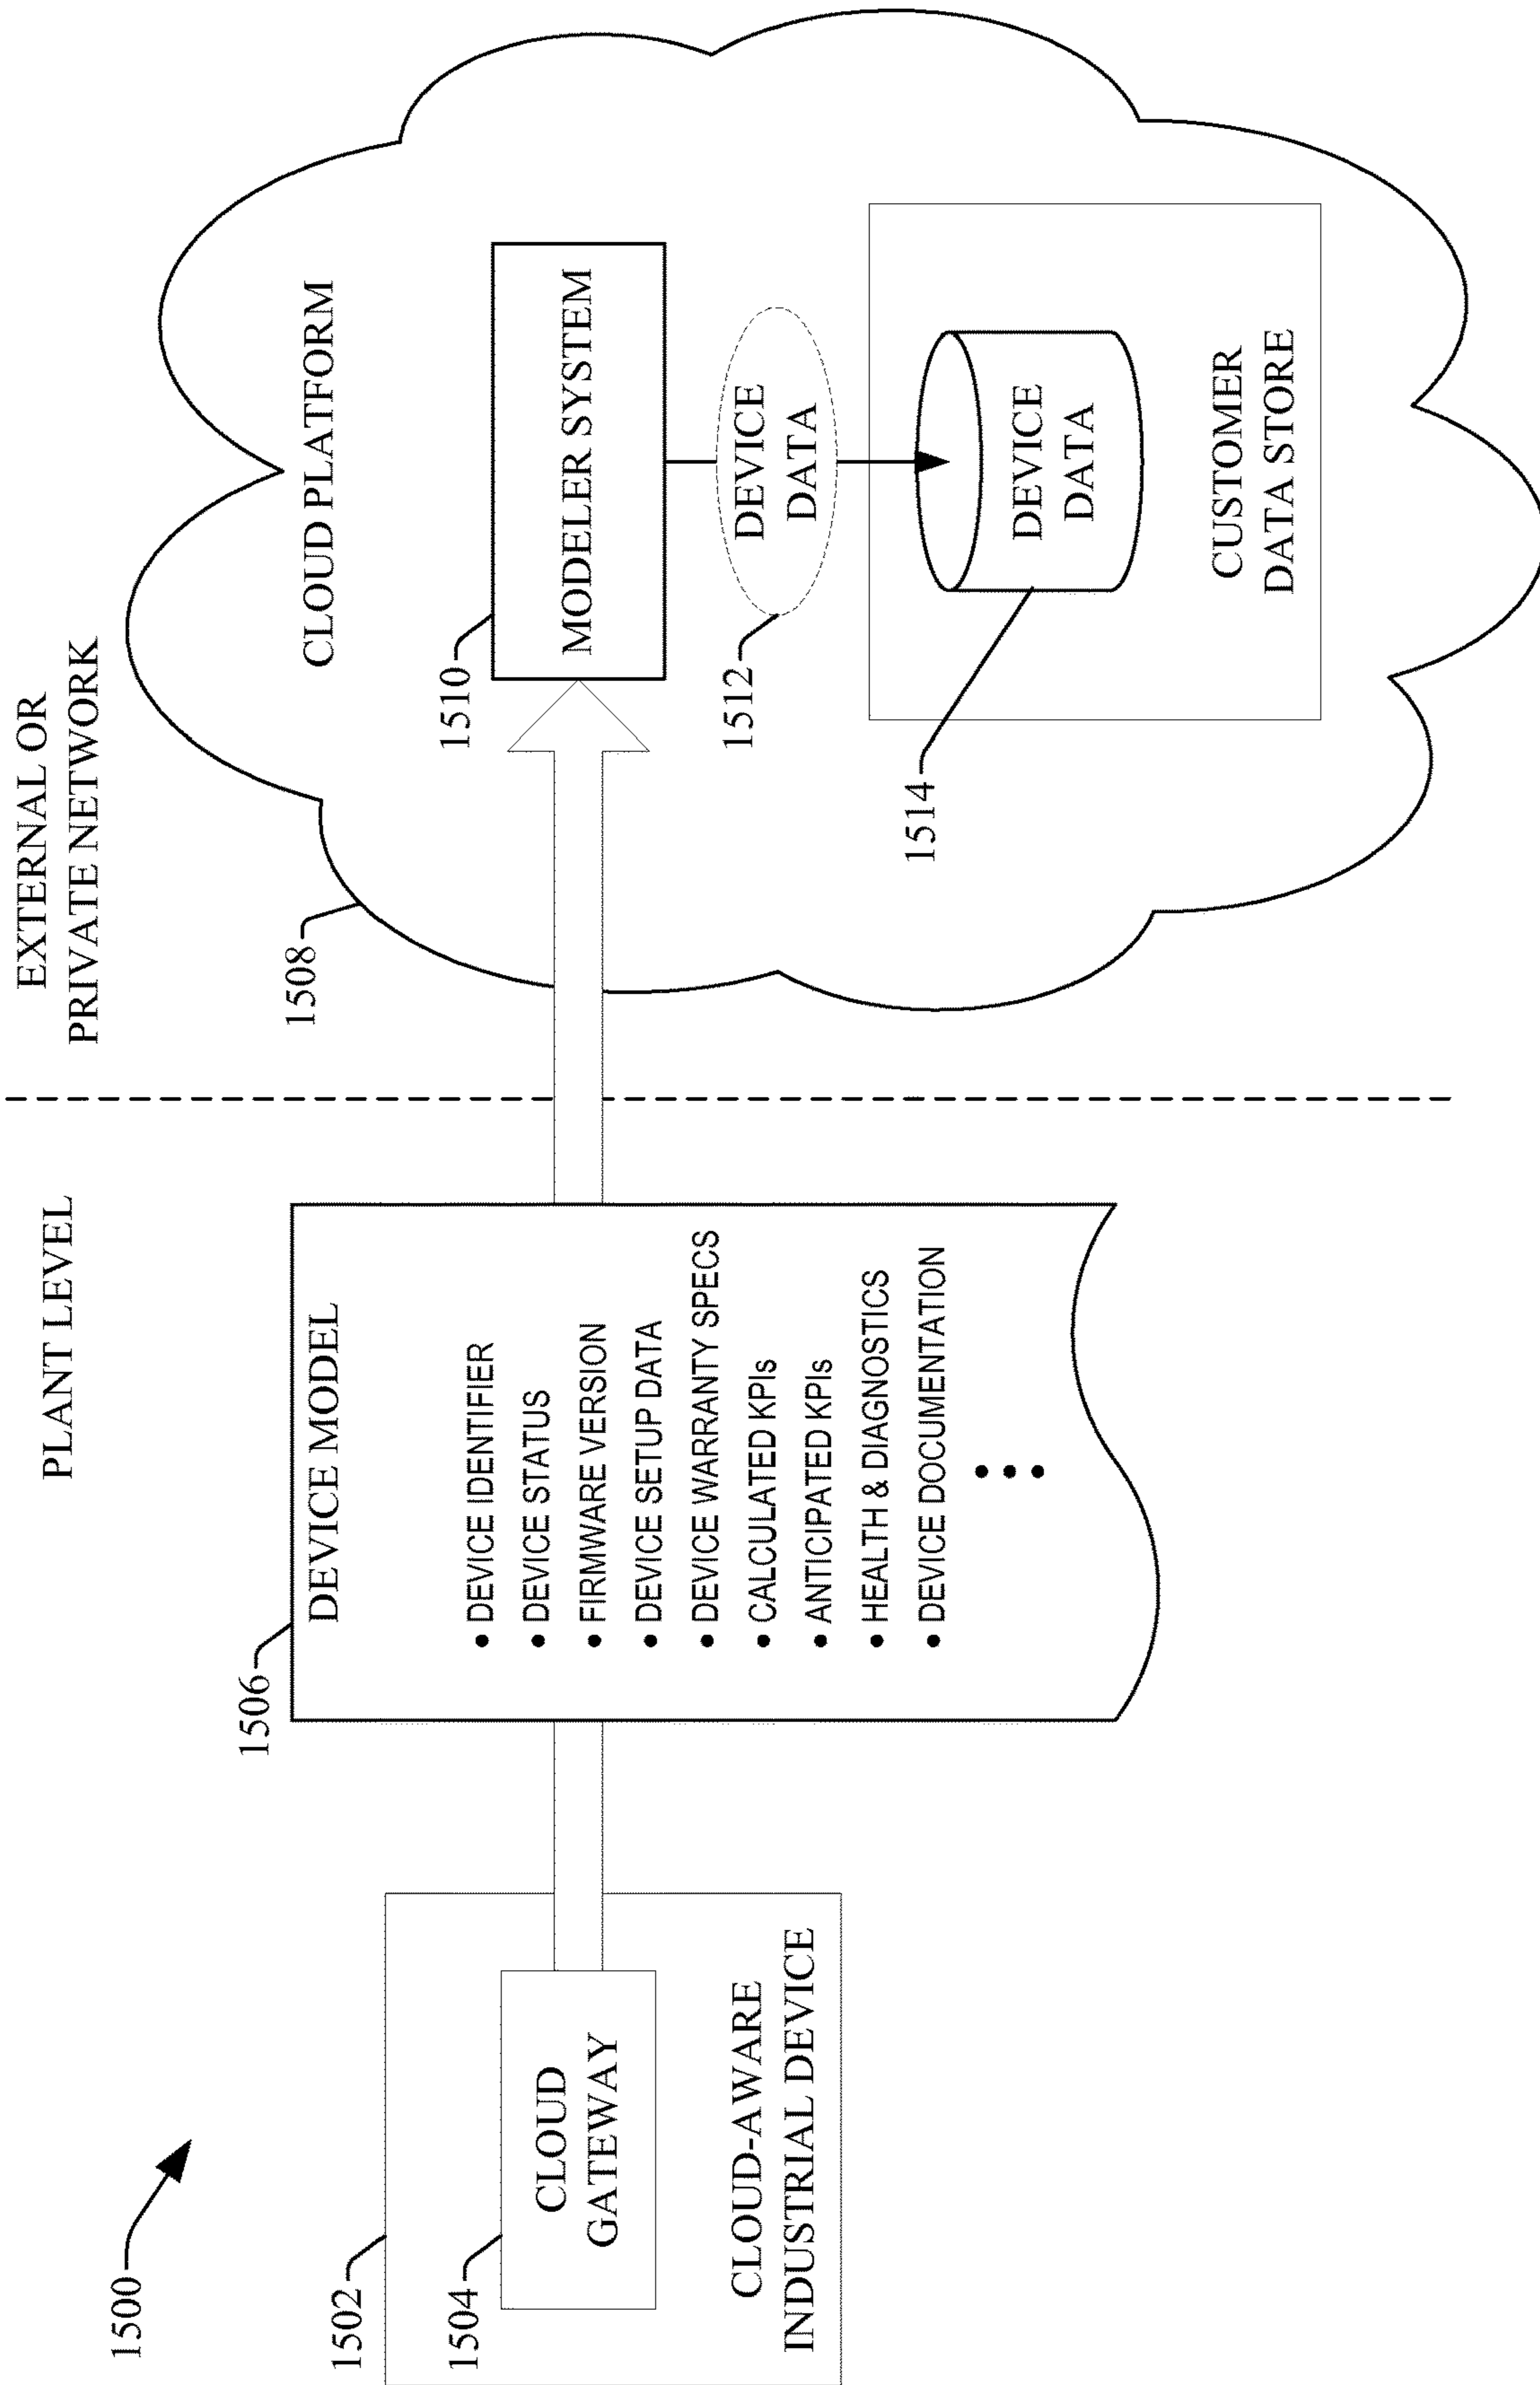 PLANT LEVEL
EXTERNAL OR
PRIVATE NETWORK
1500
1502
1504
CLOUD
GATEWAY
CLOUD-AWARE
INDUSTRIAL DEVICE
1506
DEVICE MODEL
• DEVICE IDENTIFIER
• DEVICE STATUS
• FIRMWARE VERSION
• DEVICE SETUP DATA
• DEVICE WARRANTY SPECS
• CALCULATED KPIs
• ANTICIPATED KPIs
• HEALTH & DIAGNOSTICS
• DEVICE DOCUMENTATION
1508
CLOUD PLATFORM
1510
MODELER SYSTEM
1512
DEVICE
DATA
1514
DEVICE
DATA
CUSTOMER
DATA STORE